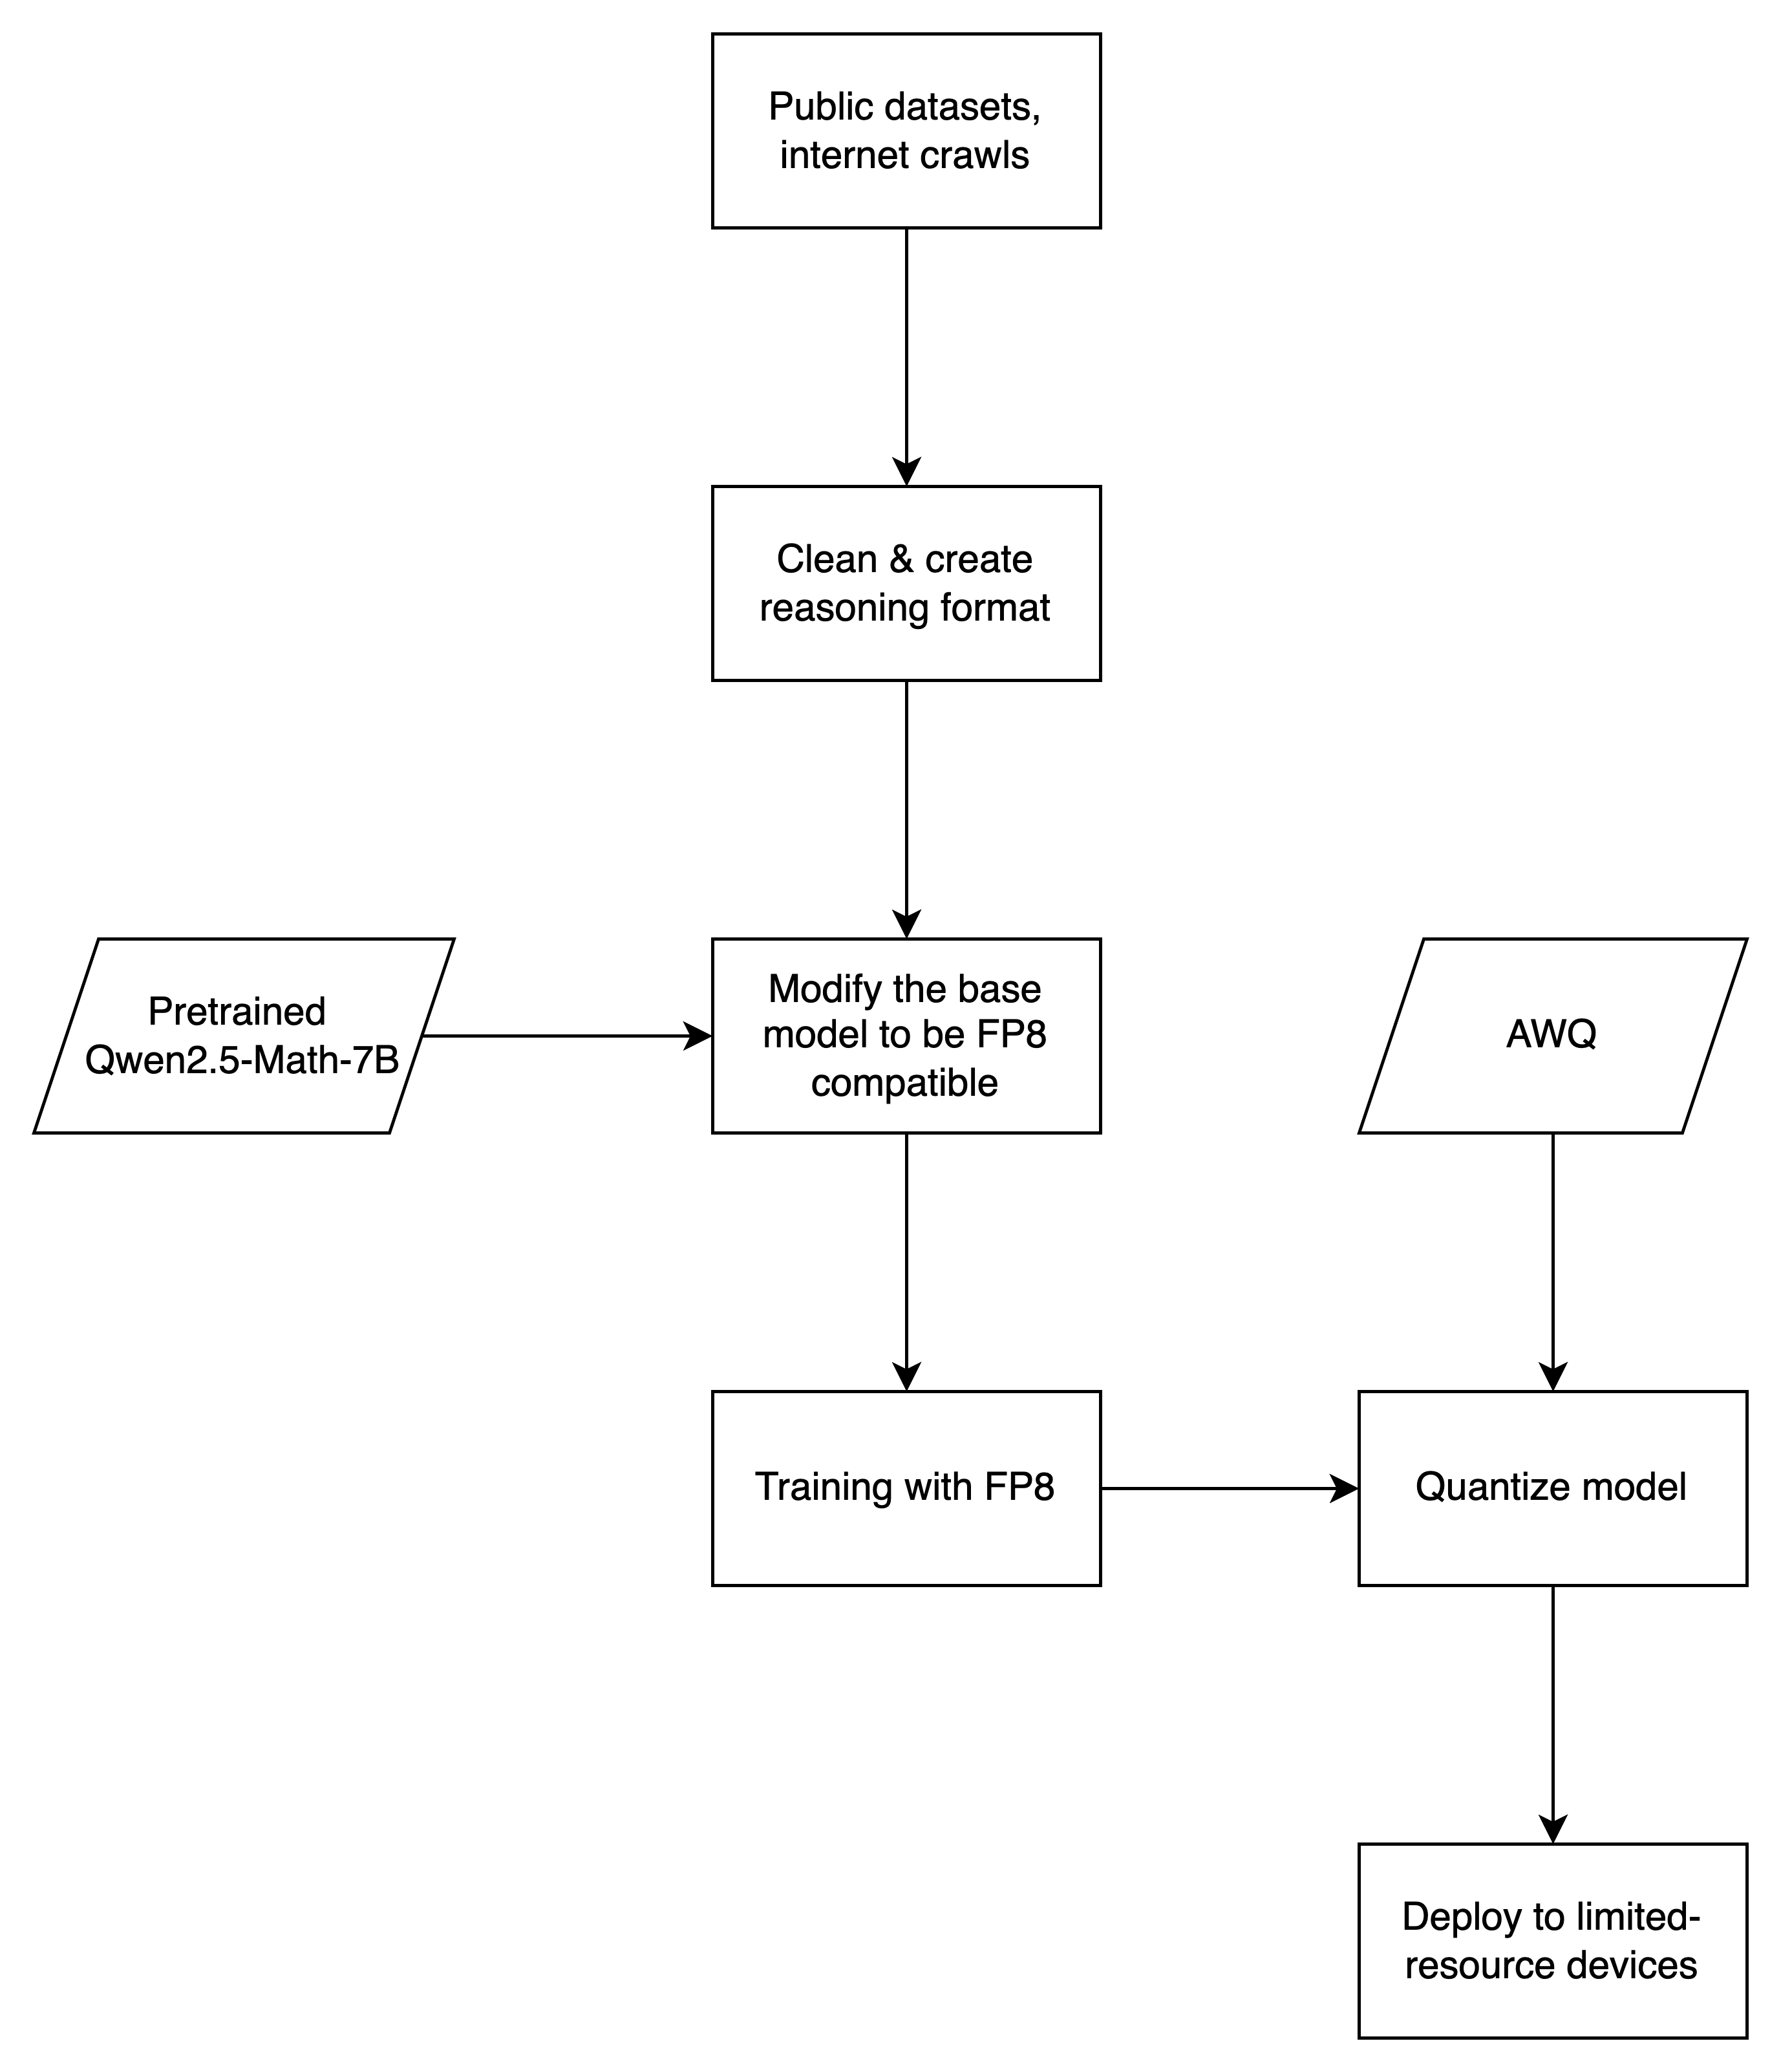 Public datasets,
internet crawls
Clean & create
reasoning format
Pretrained
Qwen2.5-Math-7B
Modify the base
model to be FP8
compatible
AWQ
Training with FP8
Quantize model
Deploy to limited-
resource devices